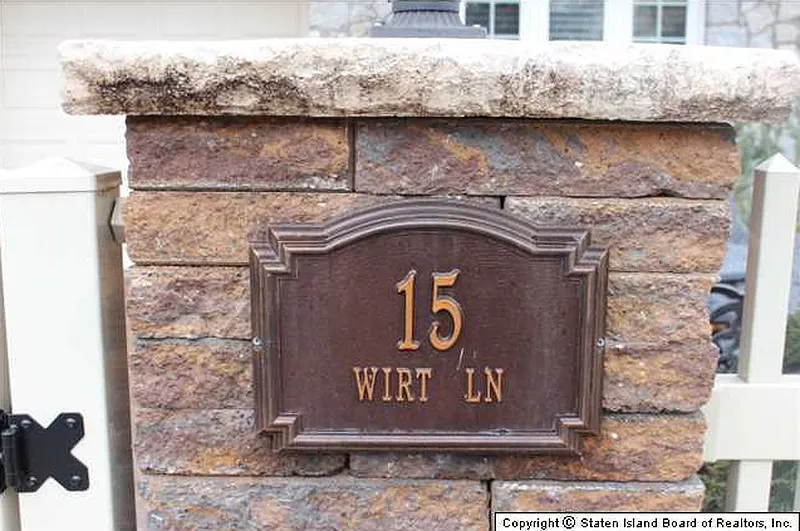 15
WIRT LN
Copyright © Staten Island Board of Realtors, Inc.